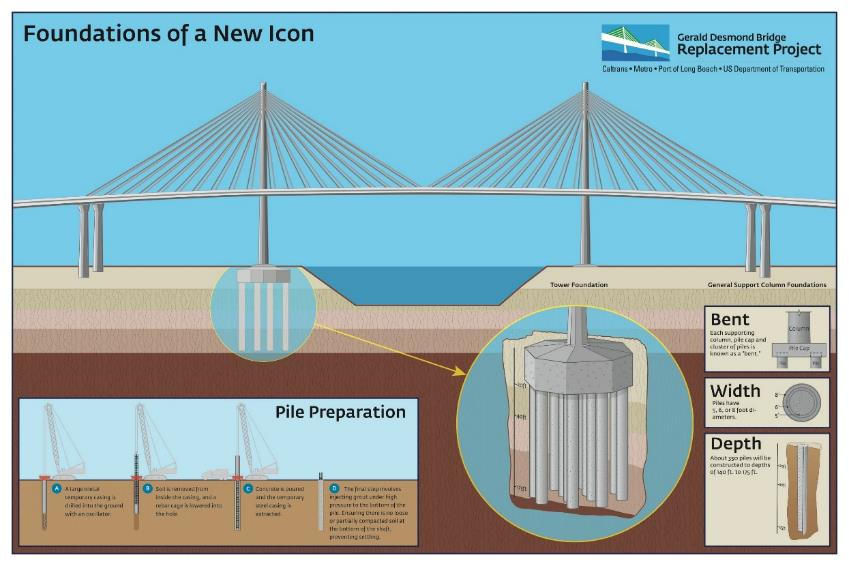 Foundations of a New Icon
Gerald Desmond Bridge
Replacement Project
Caltrans • Metro • Port of Long Beach • US Department of Transportation
Tower Foundation
General Support Column Foundations
Bent
Each supporting
column, pile cap and
cluster of piles is
known as a "bent."
Column
Pile Cap
Width
Piles have
5, 6, or 8 foot di-
ameters.
8'
6'
5'
Depth
About 350 piles will be
constructed to depths
of 140 ft. to 175 ft.
Pile Preparation
A
A large metal
temporary casing is
drilled into the ground
with an oscillator.
B
Soil is removed from
inside the casing, and a
rebar cage is lowered into
the hole.
C
Concrete is poured
and the temporary
steel casing is
extracted.
D
The final step involves
injecting grout under high
pressure to the bottom of the
pile. Ensuring there is no loose
or partially compacted soil at
the bottom of the shaft,
preventing settling.